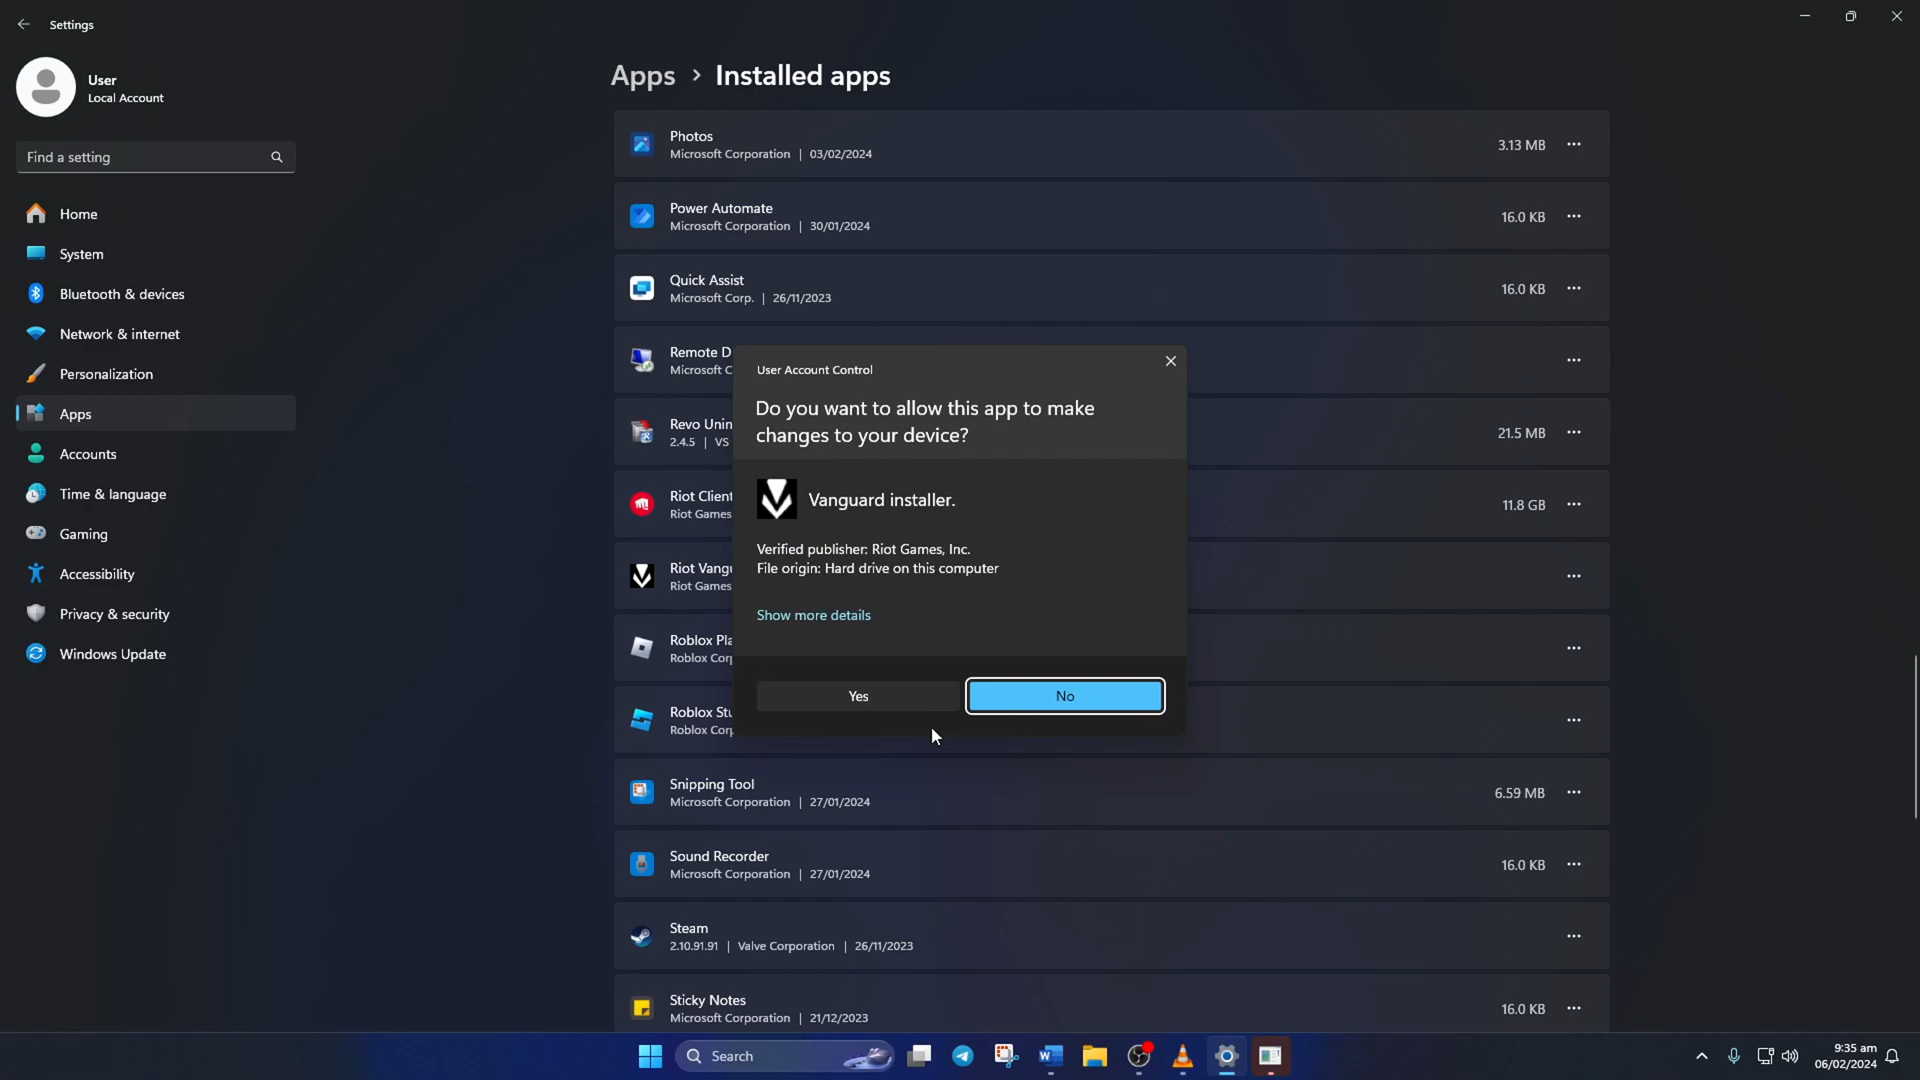 Settings
User
Local Account
Find a setting
Home
System
Bluetooth & devices
Network & internet
Personalization
Apps
Accounts
Time & language
Gaming
Accessibility
Privacy & security
Windows Update
Apps > Installed apps
Photos
Microsoft Corporation | 03/02/2024
3.13 MB
Power Automate
Microsoft Corporation | 30/01/2024
16.0 KB
Quick Assist
Microsoft Corp. | 26/11/2023
16.0 KB
Remote D
Microsoft C
Revo Unin
2.4.5 | VS
21.5 MB
Riot Client
Riot Games
11.8 GB
Riot Vangu
Riot Games
Roblox Pla
Roblox Corp
Roblox Stu
Roblox Corp
Snipping Tool
Microsoft Corporation | 27/01/2024
6.59 MB
Sound Recorder
Microsoft Corporation | 27/01/2024
16.0 KB
Steam
2.10.91.91 | Valve Corporation | 26/11/2023
Sticky Notes
Microsoft Corporation | 21/12/2023
16.0 KB
User Account Control
Do you want to allow this app to make
changes to your device?
Vanguard installer.
Verified publisher: Riot Games, Inc.
File origin: Hard drive on this computer
Show more details
Yes
No
Search
9:35 am
06/02/2024